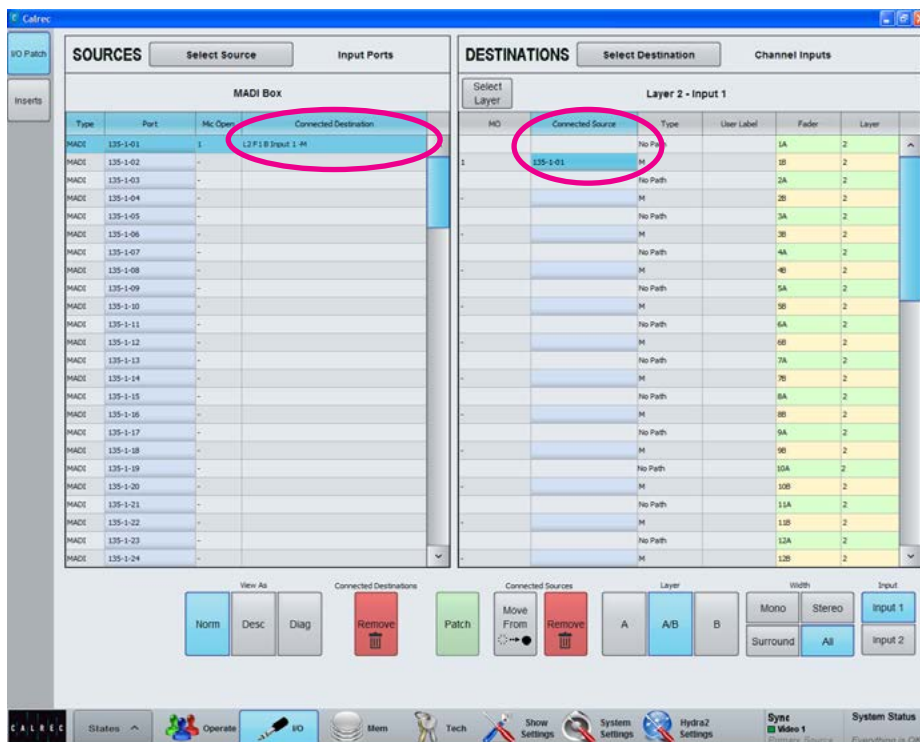 Calrec
I/O Patch
Inserts
SOURCES Select Source Input Ports
MADI Box
Type Port Mic Open Connected Destination
MADI 135-1-01 1 L2 F1 B Input 1 -M
MADI 135-1-02 -
MADI 135-1-03 -
MADI 135-1-04 -
MADI 135-1-05 -
MADI 135-1-06 -
MADI 135-1-07 -
MADI 135-1-08 -
MADI 135-1-09 -
MADI 135-1-10 -
MADI 135-1-11 -
MADI 135-1-12 -
MADI 135-1-13 -
MADI 135-1-14 -
MADI 135-1-15 -
MADI 135-1-16 -
MADI 135-1-17 -
MADI 135-1-18 -
MADI 135-1-19 -
MADI 135-1-20 -
MADI 135-1-21 -
MADI 135-1-22 -
MADI 135-1-23 -
MADI 135-1-24 -
DESTINATIONS Select Destination Channel Inputs
Select Layer
Layer 2 - Input 1
MO Connected Source Type User Label Fader Layer
No Path 1A 2
1 135-1-01 M 1B 2
No Path 2A 2
- M 2B 2
No Path 3A 2
- M 3B 2
No Path 4A 2
- M 4B 2
No Path 5A 2
- M 5B 2
No Path 6A 2
- M 6B 2
No Path 7A 2
- M 7B 2
No Path 8A 2
- M 8B 2
No Path 9A 2
- M 9B 2
No Path 10A 2
- M 10B 2
No Path 11A 2
- M 11B 2
No Path 12A 2
- M 12B 2
View As
Norm Desc Diag
Connected Destinations
Remove
Patch
Connected Sources
Move From
Remove
Layer
A A/B B
Width
Mono Stereo
Surround All
Input
Input 1
Input 2
CALREC States Operate I/O Mem Tech Show Settings System Settings Hydra2 Settings
Sync
Video 1
Primary Source
System Status
Everything is OK